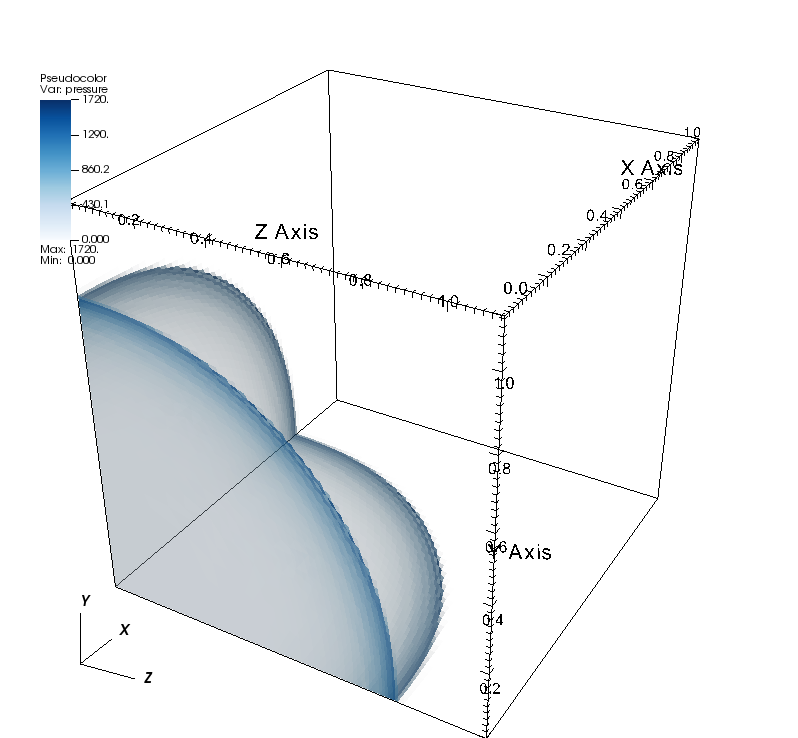 Pseudocolor
Var: pressure
1720.
1290.
860.2
430.1
0.000
Max: 1720.
Min: 0.000
0.2
0.4
Z Axis
0.6
0.8
1.0
0.0
0.2
0.4
0.6
X Axis
0.8
1.0
1.0
0.8
0.6
Y Axis
0.4
0.2
Y
X
Z